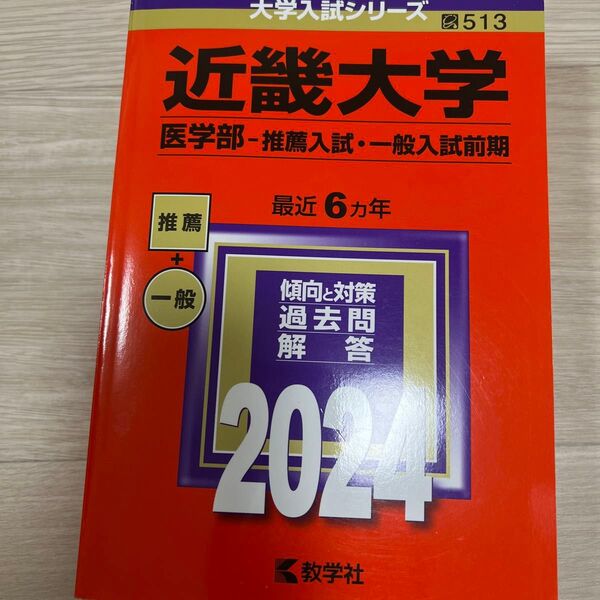 大学入試シリーズ
513
近畿大学
医学部-推薦入試・一般入試前期
最近6カ年
推薦
+
一般
傾向と対策
過去問
解答
2024
教学社